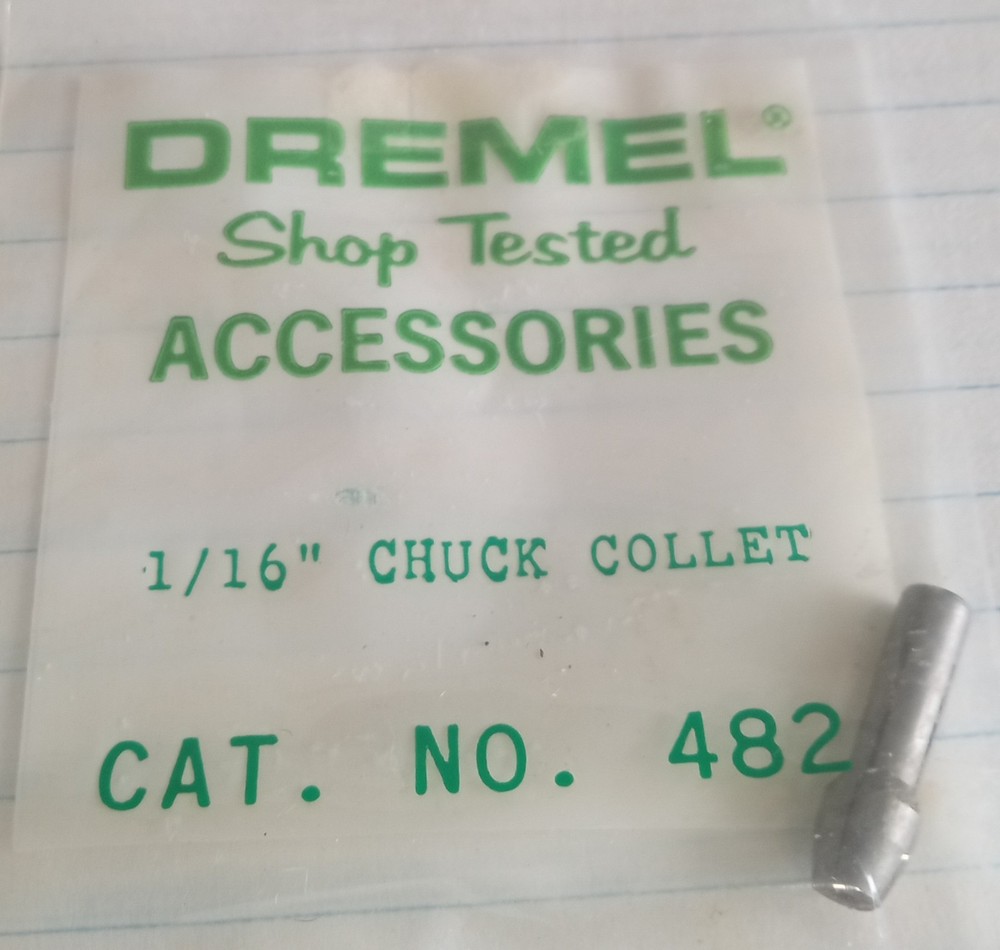 DREMEL®
Shop Tested
ACCESSORIES
1/16" CHUCK COLLET
CAT. NO. 482